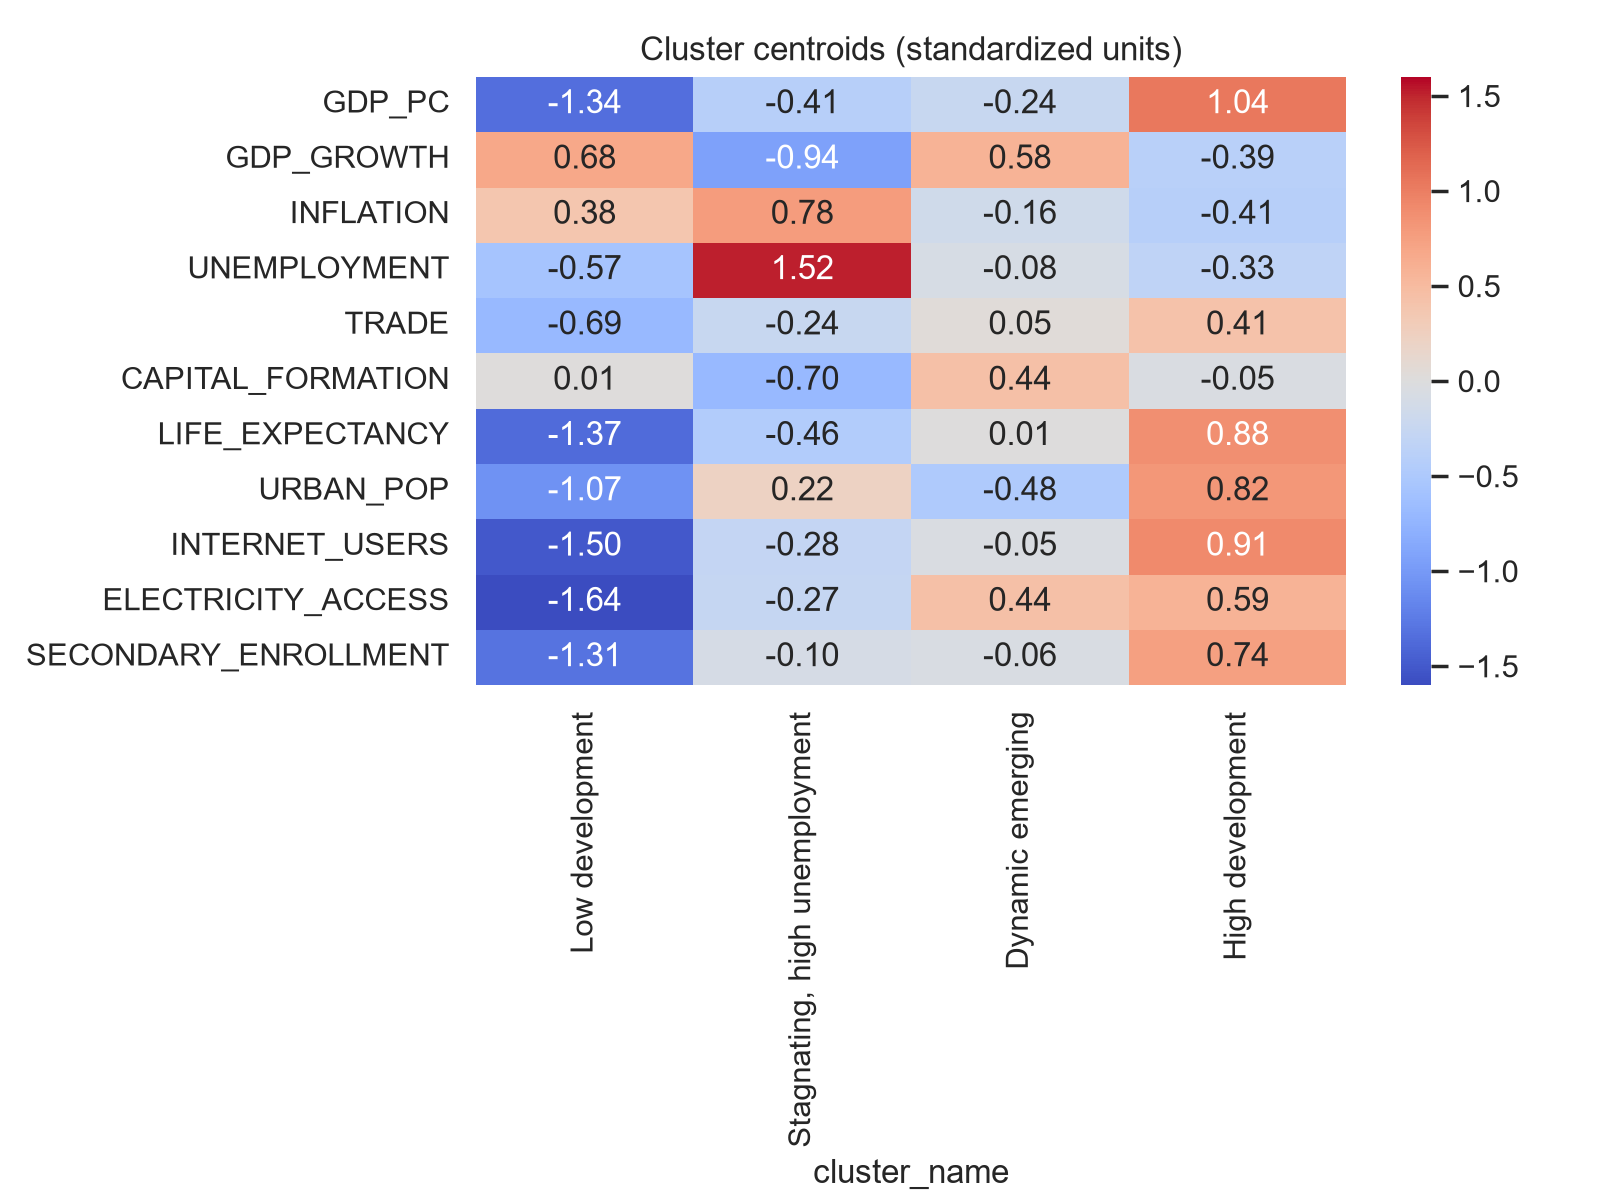 Cluster centroids (standardized units)
GDP_PC -1.34 -0.41 -0.24 1.04
GDP_GROWTH 0.68 -0.94 0.58 -0.39
INFLATION 0.38 0.78 -0.16 -0.41
UNEMPLOYMENT -0.57 1.52 -0.08 -0.33
TRADE -0.69 -0.24 0.05 0.41
CAPITAL_FORMATION 0.01 -0.70 0.44 -0.05
LIFE_EXPECTANCY -1.37 -0.46 0.01 0.88
URBAN_POP -1.07 0.22 -0.48 0.82
INTERNET_USERS -1.50 -0.28 -0.05 0.91
ELECTRICITY_ACCESS -1.64 -0.27 0.44 0.59
SECONDARY_ENROLLMENT -1.31 -0.10 -0.06 0.74
Low development
Stagnating, high unemployment
Dynamic emerging
High development
cluster_name
1.5
1.0
0.5
0.0
−0.5
−1.0
−1.5